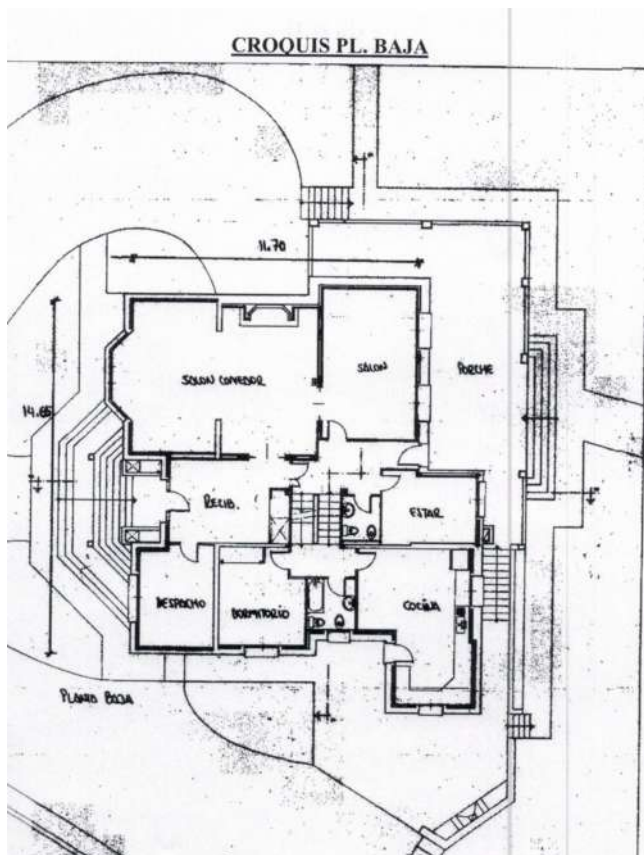 CROQUIS PL. BAJA
11.70
SALON COMEDOR
SALON
PORCHE
14.65
RECIB.
ESTAR
DESPACHO
DORMITORIO
COCINA
PLANTA BAJA